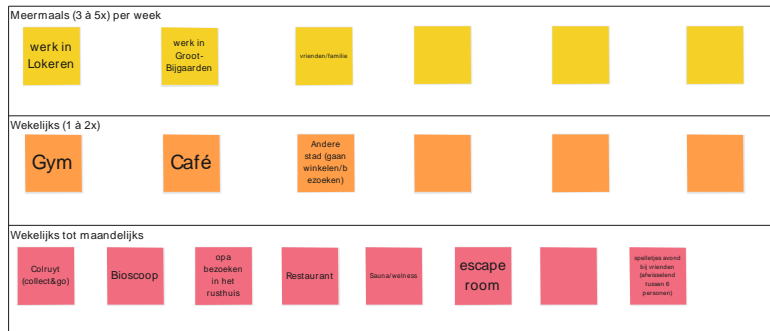 Meermaals (3 à 5x) per week
werk in
Lokeren
werk in
Groot-
Bijgaarden
vrienden/familie
Wekelijks (1 à 2x)
Gym
Café
Andere
stad (gaan
winkelen/b
ezoeken)
Wekelijks tot maandelijks
Colruyt
(collect&go)
Bioscoop
opa
bezoeken
in het
rusthuis
Restaurant
Sauna/welness
escape
room
spelletjes avond
bij vrienden
(afwisselend
tussen 6
personen)